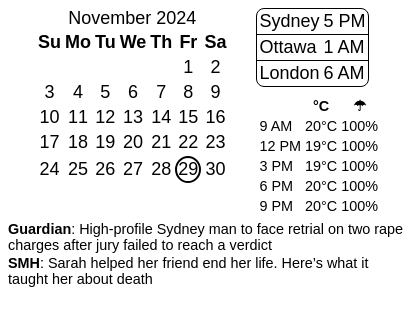 November 2024
Su Mo Tu We Th Fr Sa
1 2
3 4 5 6 7 8 9
10 11 12 13 14 15 16
17 18 19 20 21 22 23
24 25 26 27 28 29 30
Sydney 5 PM
Ottawa 1 AM
London 6 AM
°C ☂
9 AM 20°C 100%
12 PM 19°C 100%
3 PM 19°C 100%
6 PM 20°C 100%
9 PM 20°C 100%
Guardian: High-profile Sydney man to face retrial on two rape
charges after jury failed to reach a verdict
SMH: Sarah helped her friend end her life. Here’s what it
taught her about death